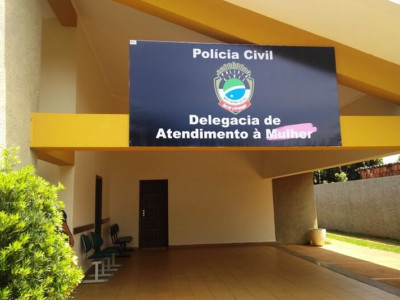 Polícia Civil
Delegacia de
Atendimento à Mulher